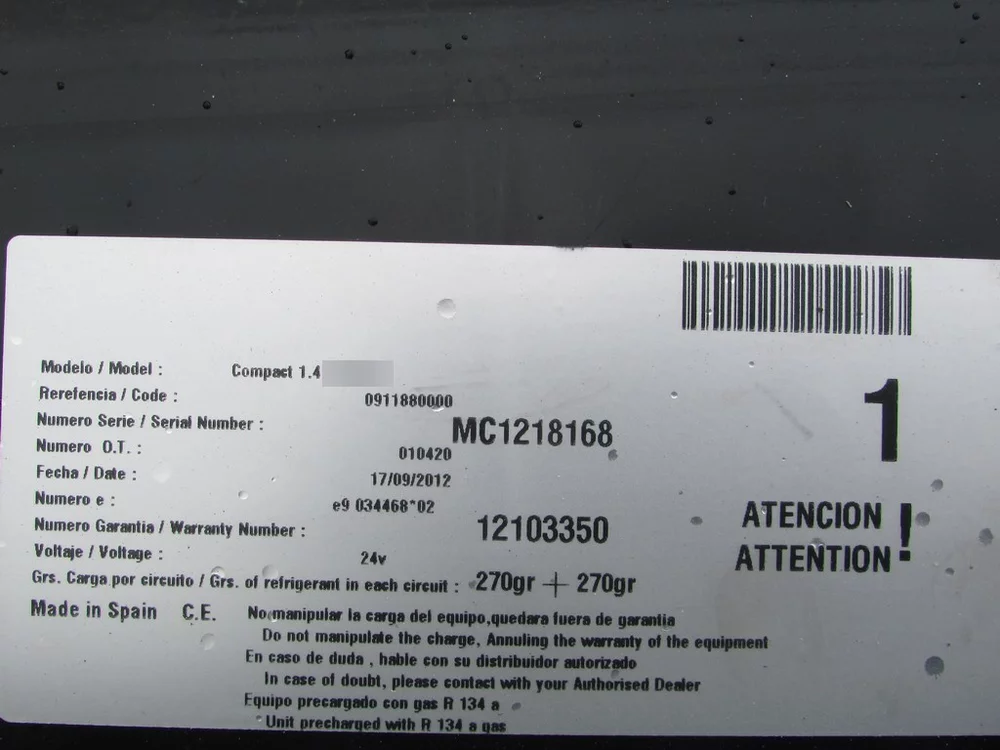 Modelo / Model : Compact 1.4
Rerefencia / Code : 0911880000
Numero Serie / Serial Number : MC1218168
Numero O.T. : 010420
Fecha / Date : 17/09/2012
Numero e : e9 034468*02
Numero Garantia / Warranty Number : 12103350
Voltaje / Voltage : 24v
Grs. Carga por circuito / Grs. of refrigerant in each circuit : 270gr + 270gr
1
ATENCION
ATTENTION !
Made in Spain C.E.
No manipular la carga del equipo,quedara fuera de garantia
Do not manipulate the charge, Annuling the warranty of the equipment
En caso de duda , hable con su distribuidor autorizado
In case of doubt, please contact with your Authorised Dealer
Equipo precargado con gas R 134 a
Unit precharged with R 134 a gas